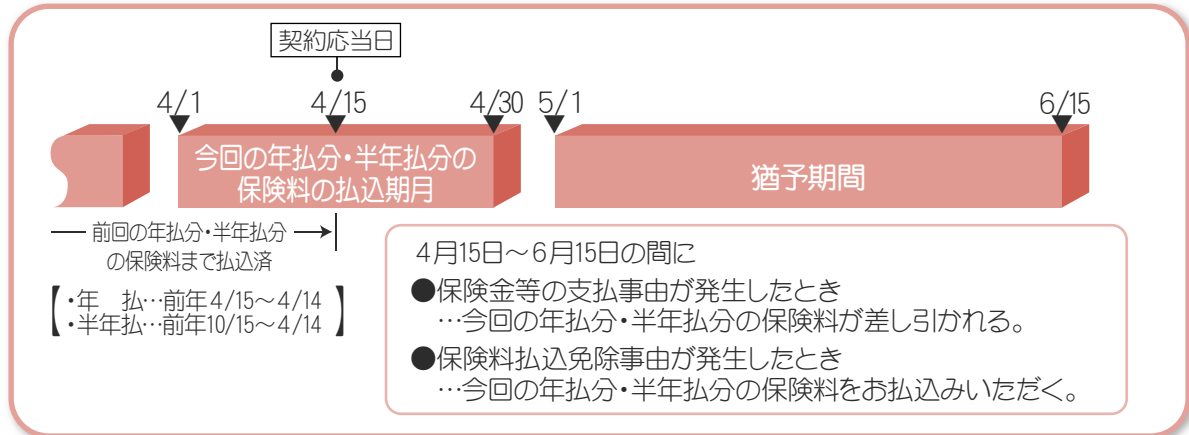 契約応当日
4/1
4/15
4/30
5/1
6/15
今回の年払分・半年払分の
保険料の払込期月
猶予期間
前回の年払分・半年払分
の保険料まで払込済
【・年　払…前年4/15～4/14
・半年払…前年10/15～4/14】
4月15日～6月15日の間に
●保険金等の支払事由が発生したとき
…今回の年払分・半年払分の保険料が差し引かれる。
●保険料払込免除事由が発生したとき
…今回の年払分・半年払分の保険料をお払込みいただく。